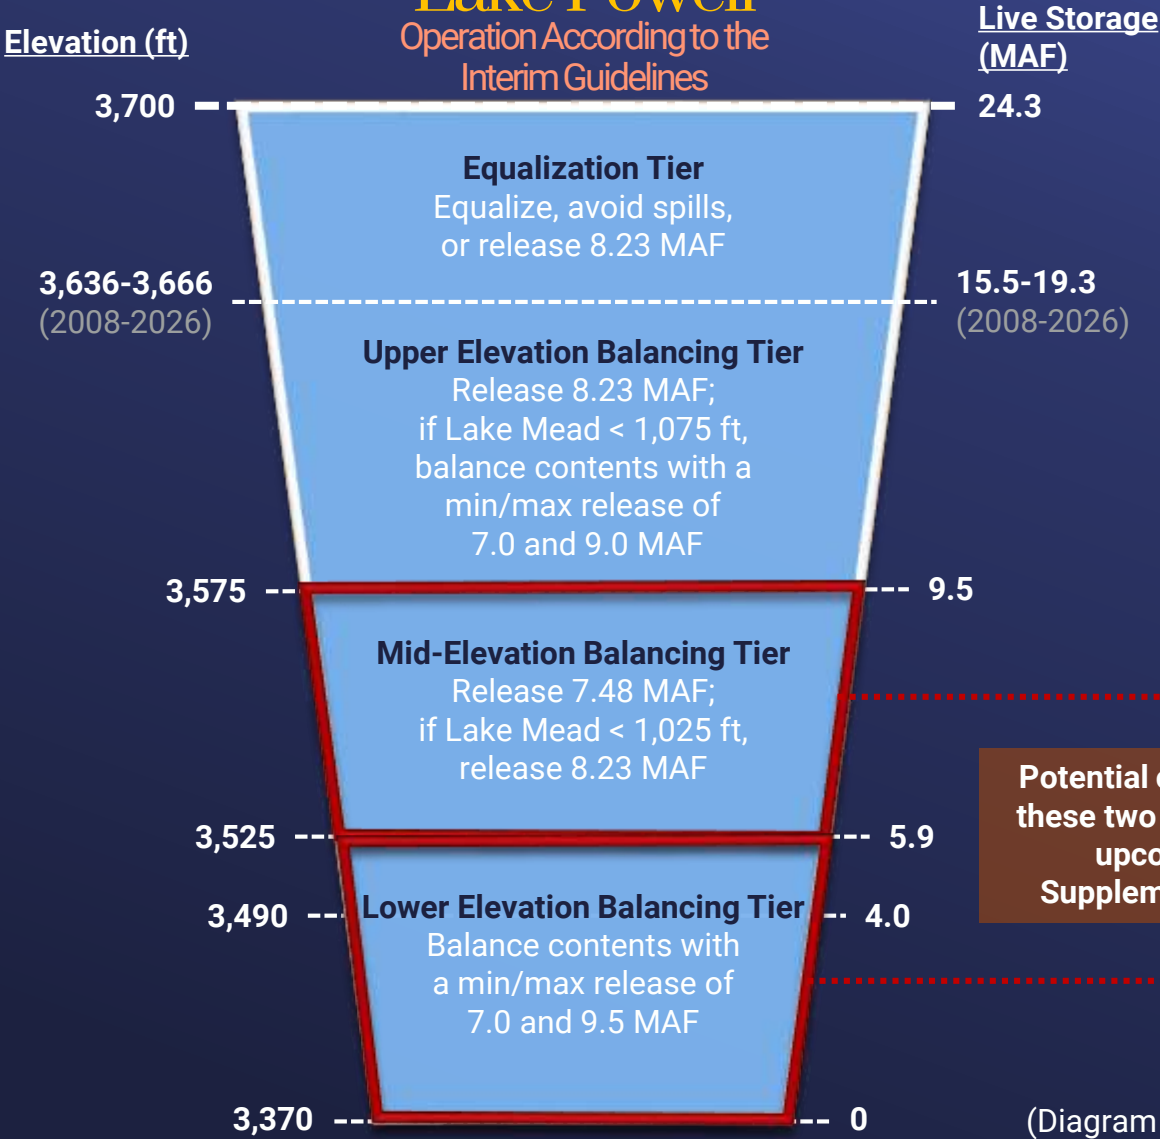 Lake Powell
Operation According to the
Interim Guidelines
Elevation (ft)
Live Storage
(MAF)
3,700
24.3
Equalization Tier
Equalize, avoid spills,
or release 8.23 MAF
3,636-3,666
(2008-2026)
15.5-19.3
(2008-2026)
Upper Elevation Balancing Tier
Release 8.23 MAF;
if Lake Mead < 1,075 ft,
balance contents with a
min/max release of
7.0 and 9.0 MAF
3,575
9.5
Mid-Elevation Balancing Tier
Release 7.48 MAF;
if Lake Mead < 1,025 ft,
release 8.23 MAF
3,525
5.9
Potential
these two
3,490
4.0
Lower Elevation Balancing Tier
Balance contents with
a min/max release of
7.0 and 9.5 MAF
3,370
0
(Diagram